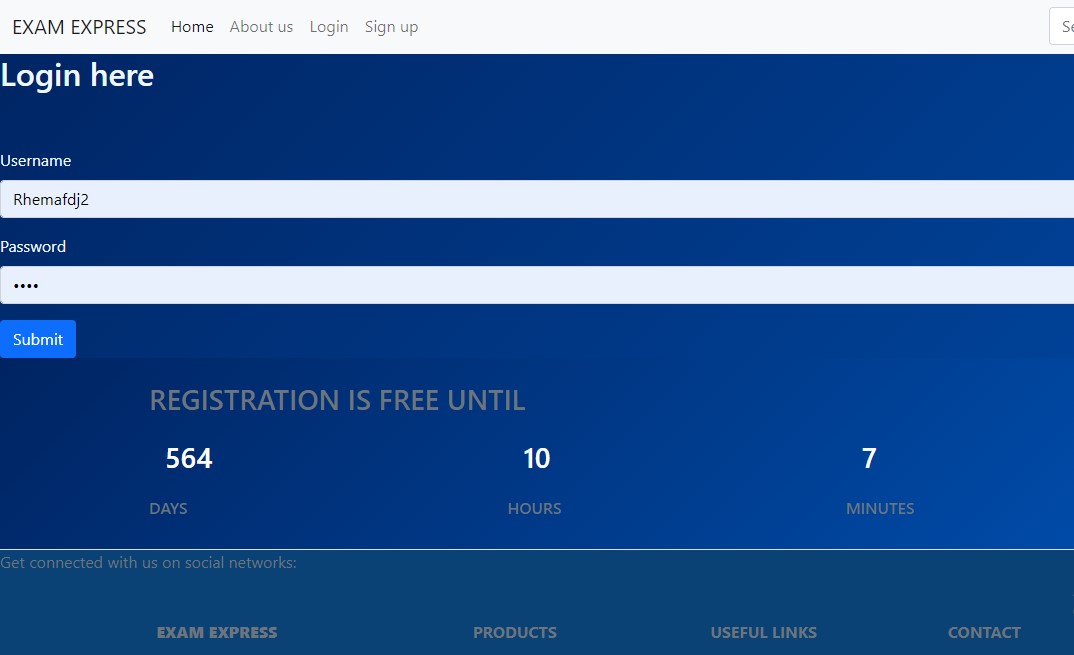 EXAM EXPRESS Home About us Login Sign up
Login here
Username
Rhemafdj2
Password
••••
Submit
REGISTRATION IS FREE UNTIL
564 10 7
DAYS HOURS MINUTES
Get connected with us on social networks:
EXAM EXPRESS PRODUCTS USEFUL LINKS CONTACT